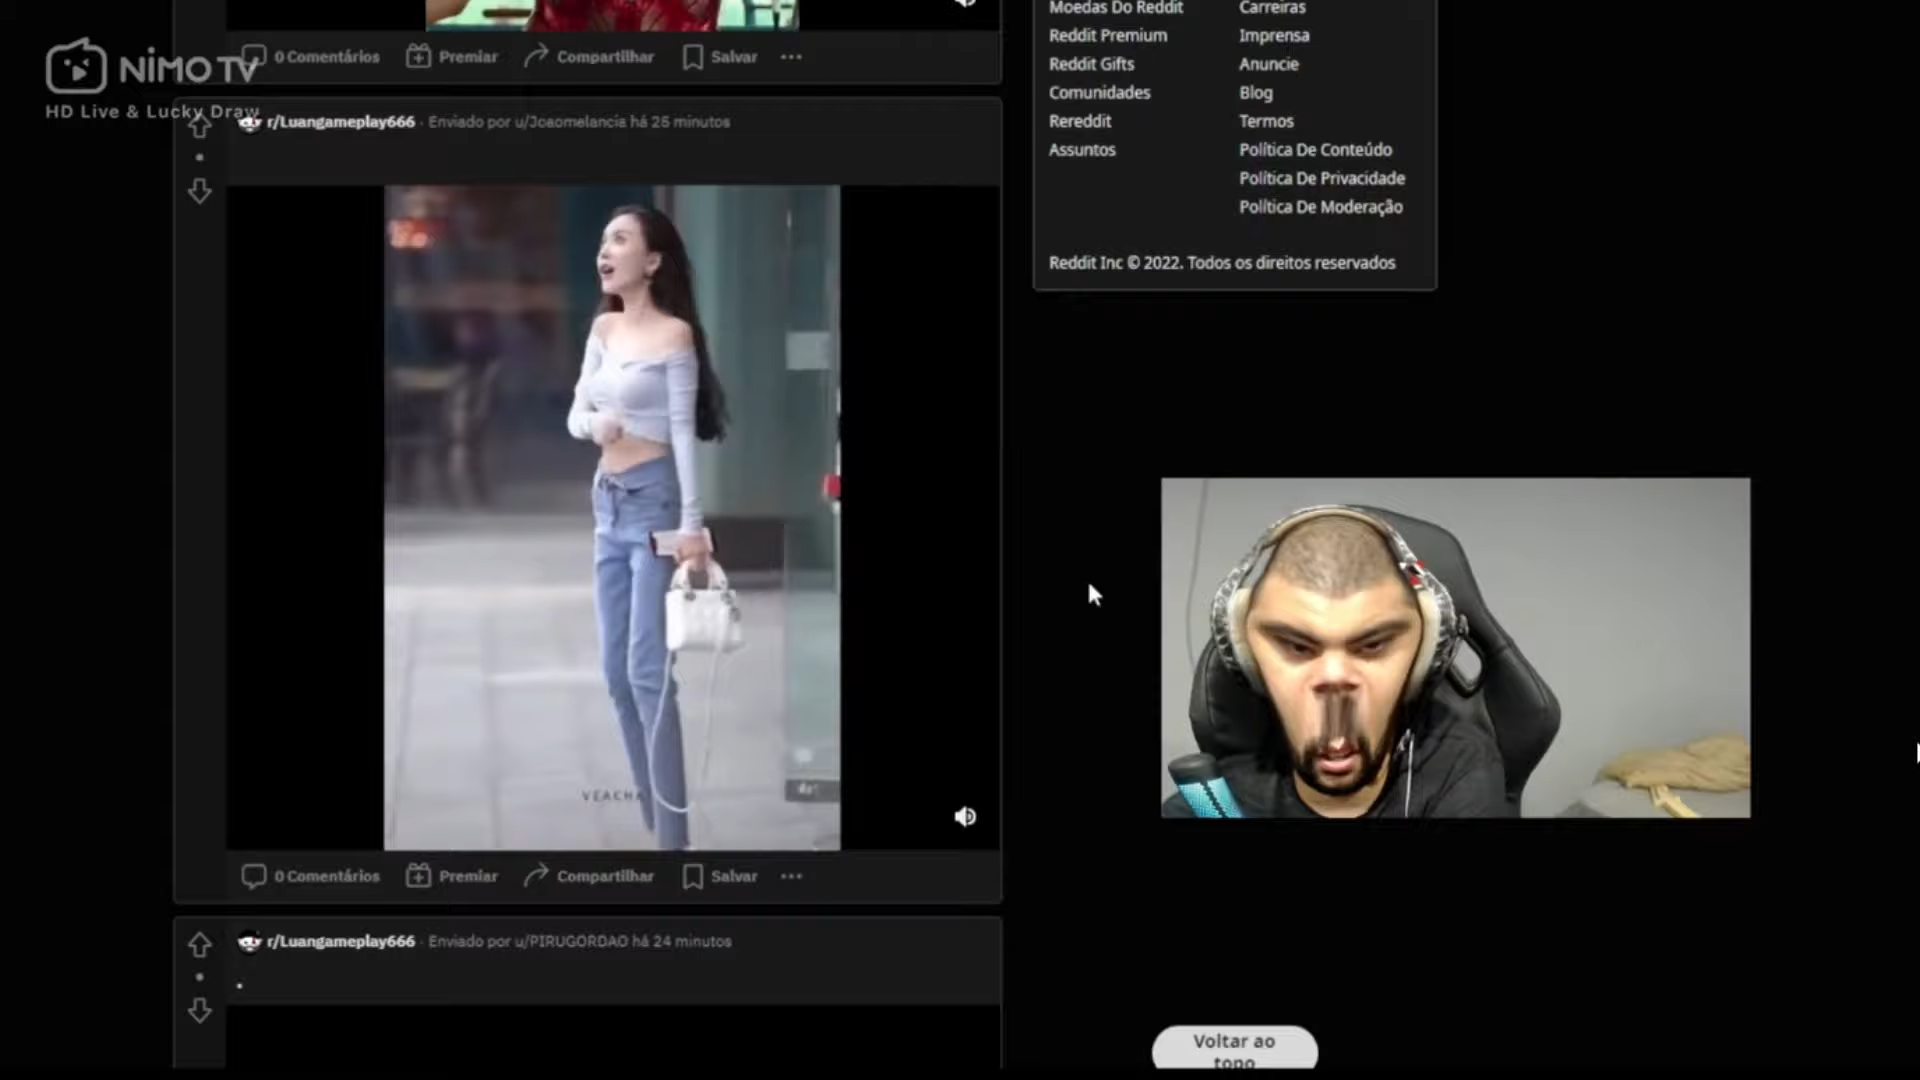 NiMO TV
HD Live & Lucky Draw
0 Comentários Premiar Compartilhar Salvar
r/Luangameplay666 · Enviado por u/Joaomelancia há 25 minutos
VEACHA
0 Comentários Premiar Compartilhar Salvar
r/Luangameplay666 · Enviado por u/PIRUGORDAO há 24 minutos
.
Moedas Do Reddit Carreiras
Reddit Premium Imprensa
Reddit Gifts Anuncie
Comunidades Blog
Rereddit Termos
Assuntos Política De Conteúdo
Política De Privacidade
Política De Moderação
Reddit Inc © 2022. Todos os direitos reservados
Voltar ao
topo